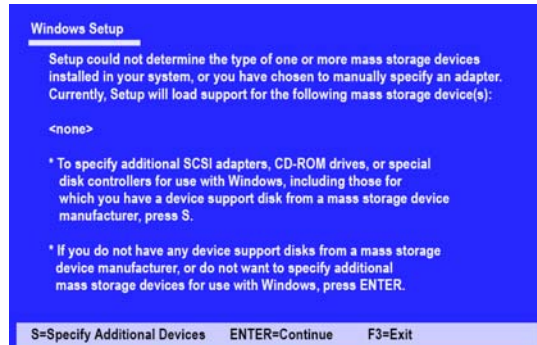 Windows Setup
Setup could not determine the type of one or more mass storage devices
installed in your system, or you have chosen to manually specify an adapter.
Currently, Setup will load support for the following mass storage device(s):
<none>
* To specify additional SCSI adapters, CD-ROM drives, or special
disk controllers for use with Windows, including those for
which you have a device support disk from a mass storage device
manufacturer, press S.
* If you do not have any device support disks from a mass storage
device manufacturer, or do not want to specify additional
mass storage devices for use with Windows, press ENTER.
S=Specify Additional Devices ENTER=Continue F3=Exit